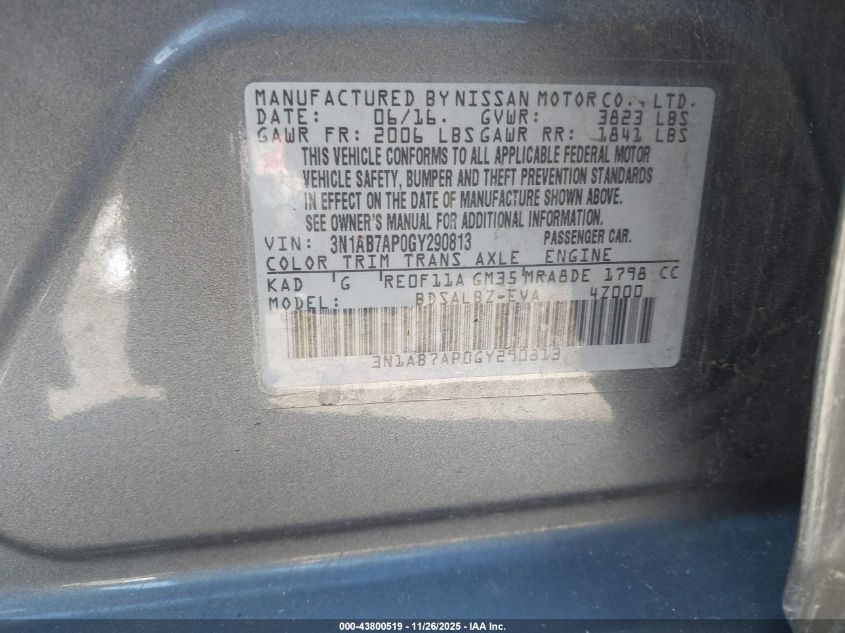 MANUFACTURED BY NISSAN MOTOR CO., LTD.
DATE: 06/16. GVWR: 3823 LBS
GAWR FR: 2006 LBS GAWR RR: 1841 LBS
THIS VEHICLE CONFORMS TO ALL APPLICABLE FEDERAL MOTOR
VEHICLE SAFETY, BUMPER AND THEFT PREVENTION STANDARDS
IN EFFECT ON THE DATE OF MANUFACTURE SHOWN ABOVE.
SEE OWNER'S MANUAL FOR ADDITIONAL INFORMATION.
VIN: 3N1AB7AP0GY290813 PASSENGER CAR.
COLOR TRIM TRANS AXLE ENGINE
KAD G RE0F11A GM35 MRA8DE 1798 CC
MODEL: BDSALBZ-EVA 4Z000
3N1AB7AP0GY290813
000-43800519 - 11/26/2025 - IAA Inc.